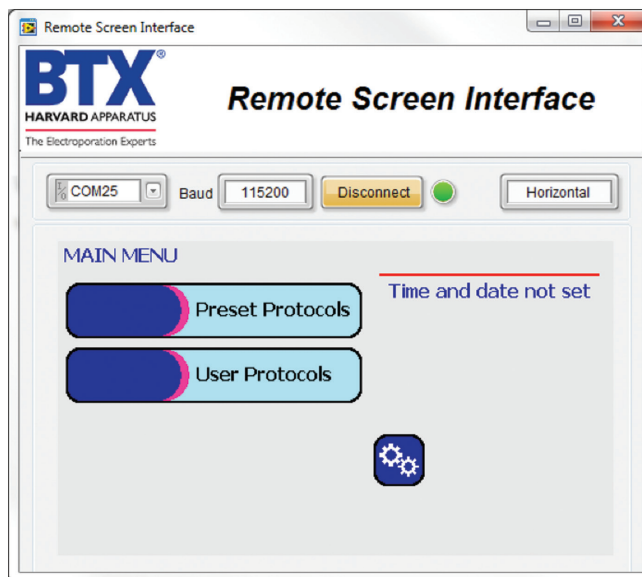 Remote Screen Interface
BTX®
HARVARD APPARATUS
The Electroporation Experts
Remote Screen Interface
COM25 Baud 115200 Disconnect Horizontal
MAIN MENU
Time and date not set
Preset Protocols
User Protocols